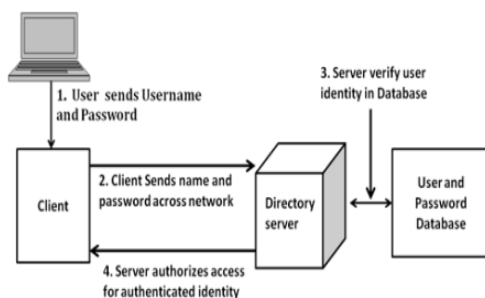 1. User sends Username
and Password
3. Server verify user
identity in Database
Client
2. Client Sends name and
password across network
Directory
server
User and
Password
Database
4. Server authorizes access
for authenticated identity